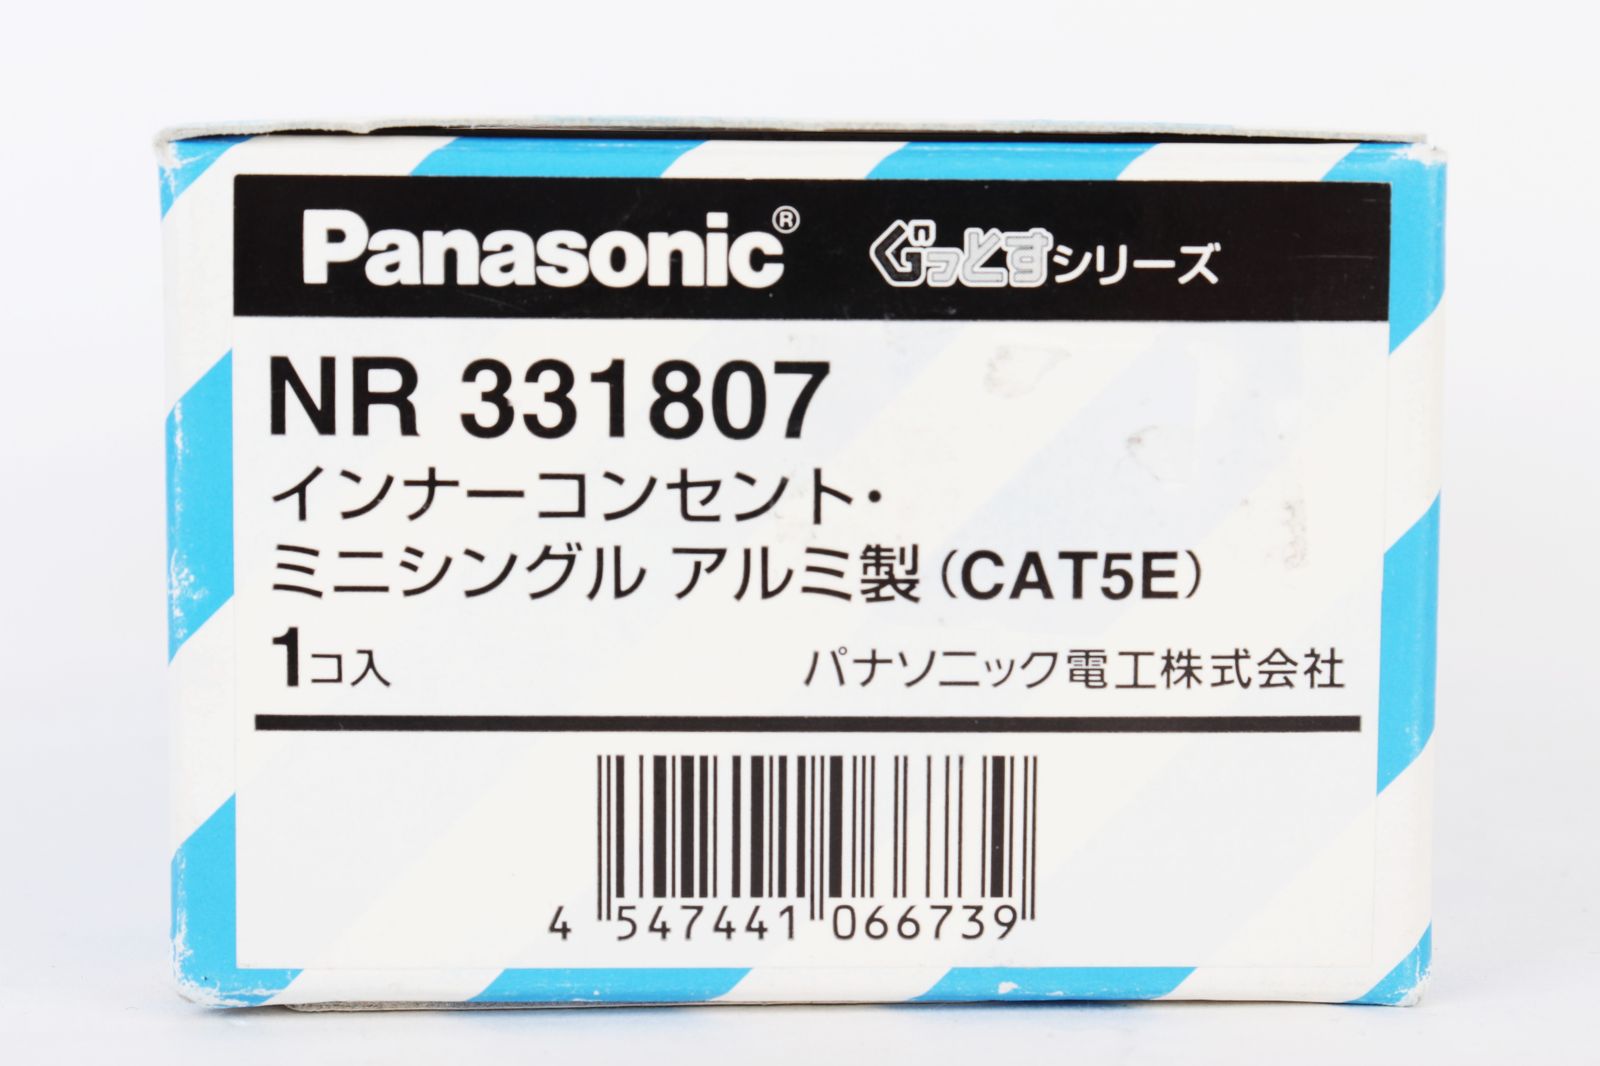 Panasonic® ぐっとすシリーズ
NR 331807
インナーコンセント・
ミニシングル アルミ製（CAT5E）
1コ入 パナソニック電工株式会社
4 547441 066739